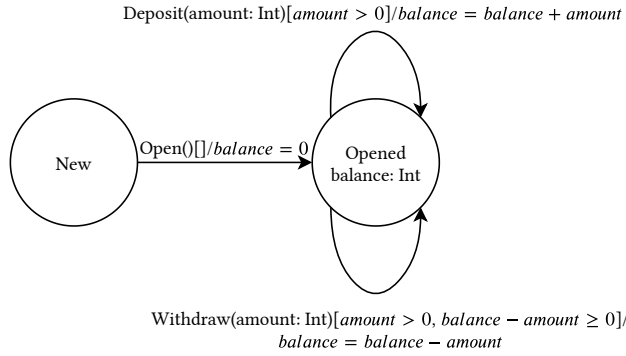 Deposit(amount: Int)[amount > 0]/balance = balance + amount
Open()[]/balance = 0
New
Opened
balance: Int
Withdraw(amount: Int)[amount > 0, balance − amount ≥ 0]/
balance = balance − amount